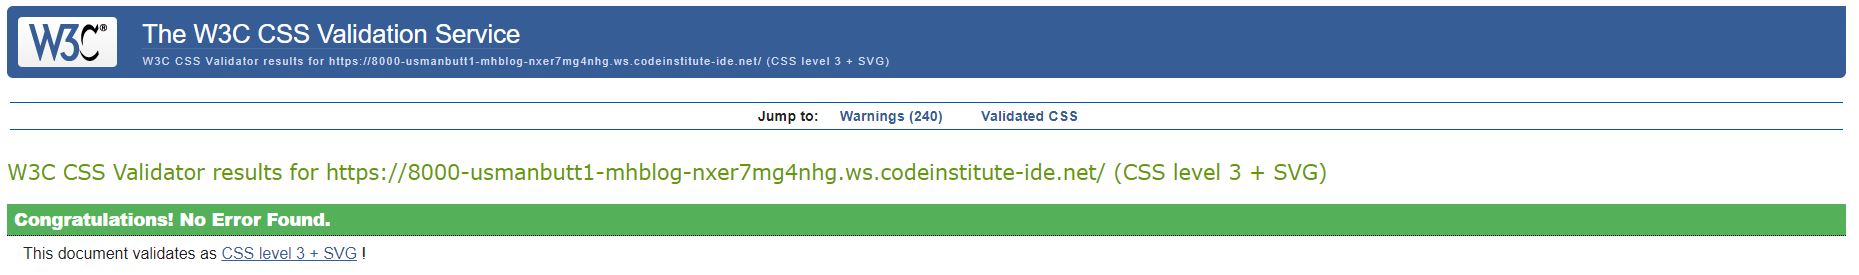 W3C® The W3C CSS Validation Service
W3C CSS Validator results for https://8000-usmanbutt1-mhblog-nxer7mg4nhg.ws.codeinstitute-ide.net/ (CSS level 3 + SVG)
Jump to: Warnings (240) Validated CSS
W3C CSS Validator results for https://8000-usmanbutt1-mhblog-nxer7mg4nhg.ws.codeinstitute-ide.net/ (CSS level 3 + SVG)
Congratulations! No Error Found.
This document validates as CSS level 3 + SVG !